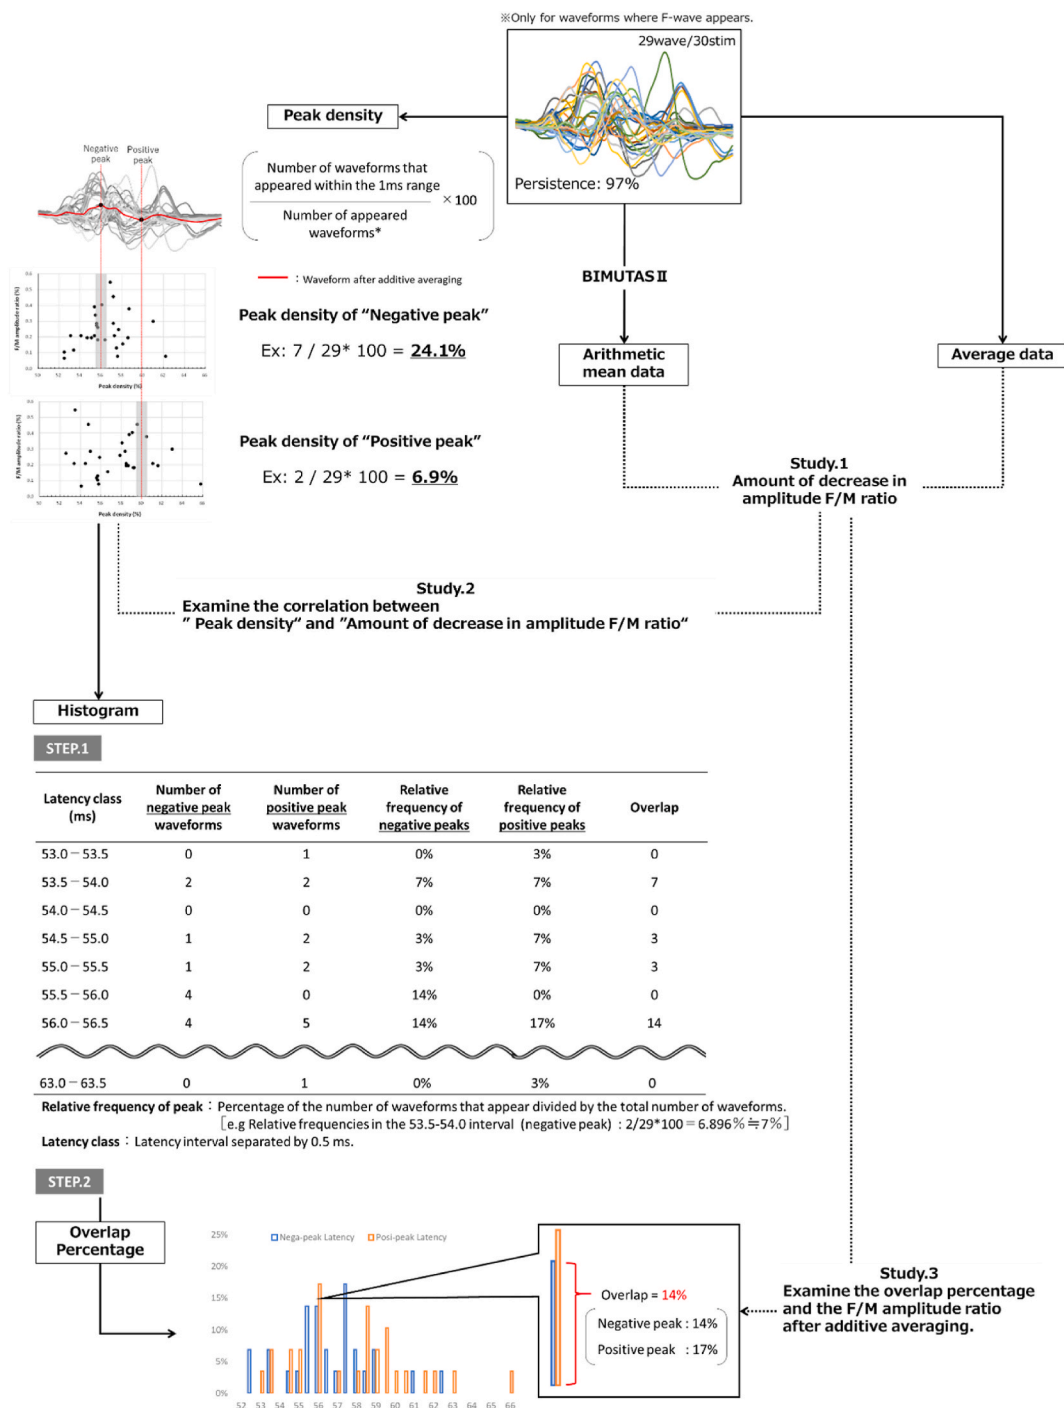 ※Only for waveforms where F-wave appears.
29wave/30stim
Persistence: 97%
Peak density
Negative peak
Positive peak
Number of waveforms that
appeared within the 1ms range
Number of appeared
waveforms*
×100
：Waveform after additive averaging
BIMUTASⅡ
Peak density of “Negative peak”
Ex: 7 / 29* 100 = 24.1%
F/M amplitude ratio (%)
Peak density (%)
Arithmetic
mean data
Average data
Peak density of “Positive peak”
Ex: 2 / 29* 100 = 6.9%
F/M amplitude ratio (%)
Peak density (%)
Study.1
Amount of decrease in
amplitude F/M ratio
Study.2
Examine the correlation between
” Peak density“ and ”Amount of decrease in amplitude F/M ratio“
Histogram
STEP.1
Latency class (ms) Number of negative peak waveforms Number of positive peak waveforms Relative frequency of negative peaks Relative frequency of positive peaks Overlap
53.0－53.5 0 1 0% 3% 0
53.5－54.0 2 2 7% 7% 7
54.0－54.5 0 0 0% 0% 0
54.5－55.0 1 2 3% 7% 3
55.0－55.5 1 2 3% 7% 3
55.5－56.0 4 0 14% 0% 0
56.0－56.5 4 5 14% 17% 14
63.0－63.5 0 1 0% 3% 0
Relative frequency of peak：Percentage of the number of waveforms that appear divided by the total number of waveforms.
[e.g Relative frequencies in the 53.5-54.0 interval (negative peak) : 2/29*100＝6.896%≒7%]
Latency class：Latency interval separated by 0.5 ms.
STEP.2
Overlap
Percentage
Nega-peak Latency Posi-peak Latency
25%
20%
15%
10%
5%
0%
52 53 54 55 56 57 58 59 60 61 62 63 64 65 66
Overlap = 14%
Negative peak : 14%
Positive peak : 17%
Study.3
Examine the overlap percentage
and the F/M amplitude ratio
after additive averaging.